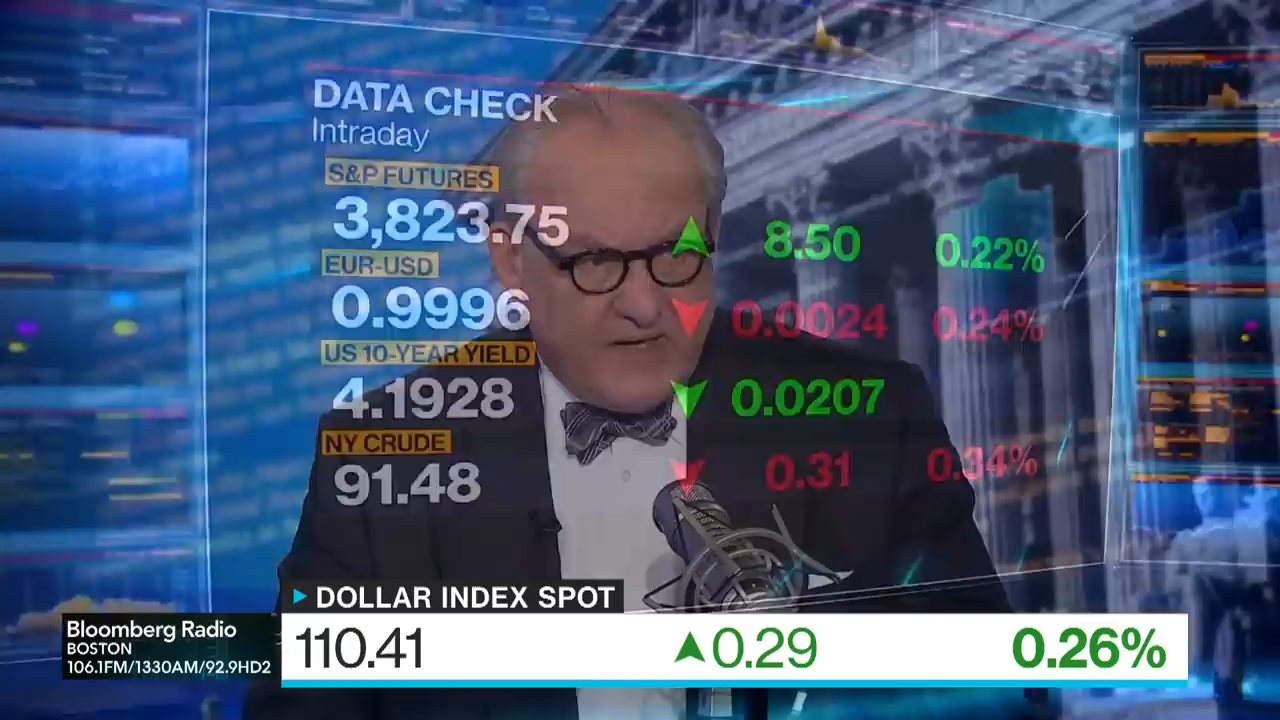 DATA CHECK
Intraday
S&P FUTURES
3,823.75 8.50 0.22%
EUR-USD
0.9996 0.0024 0.24%
US 10-YEAR YIELD
4.1928 0.0207
NY CRUDE
91.48 0.31 0.34%
DOLLAR INDEX SPOT
110.41 0.29 0.26%
Bloomberg Radio
BOSTON
106.1FM/1330AM/92.9HD2